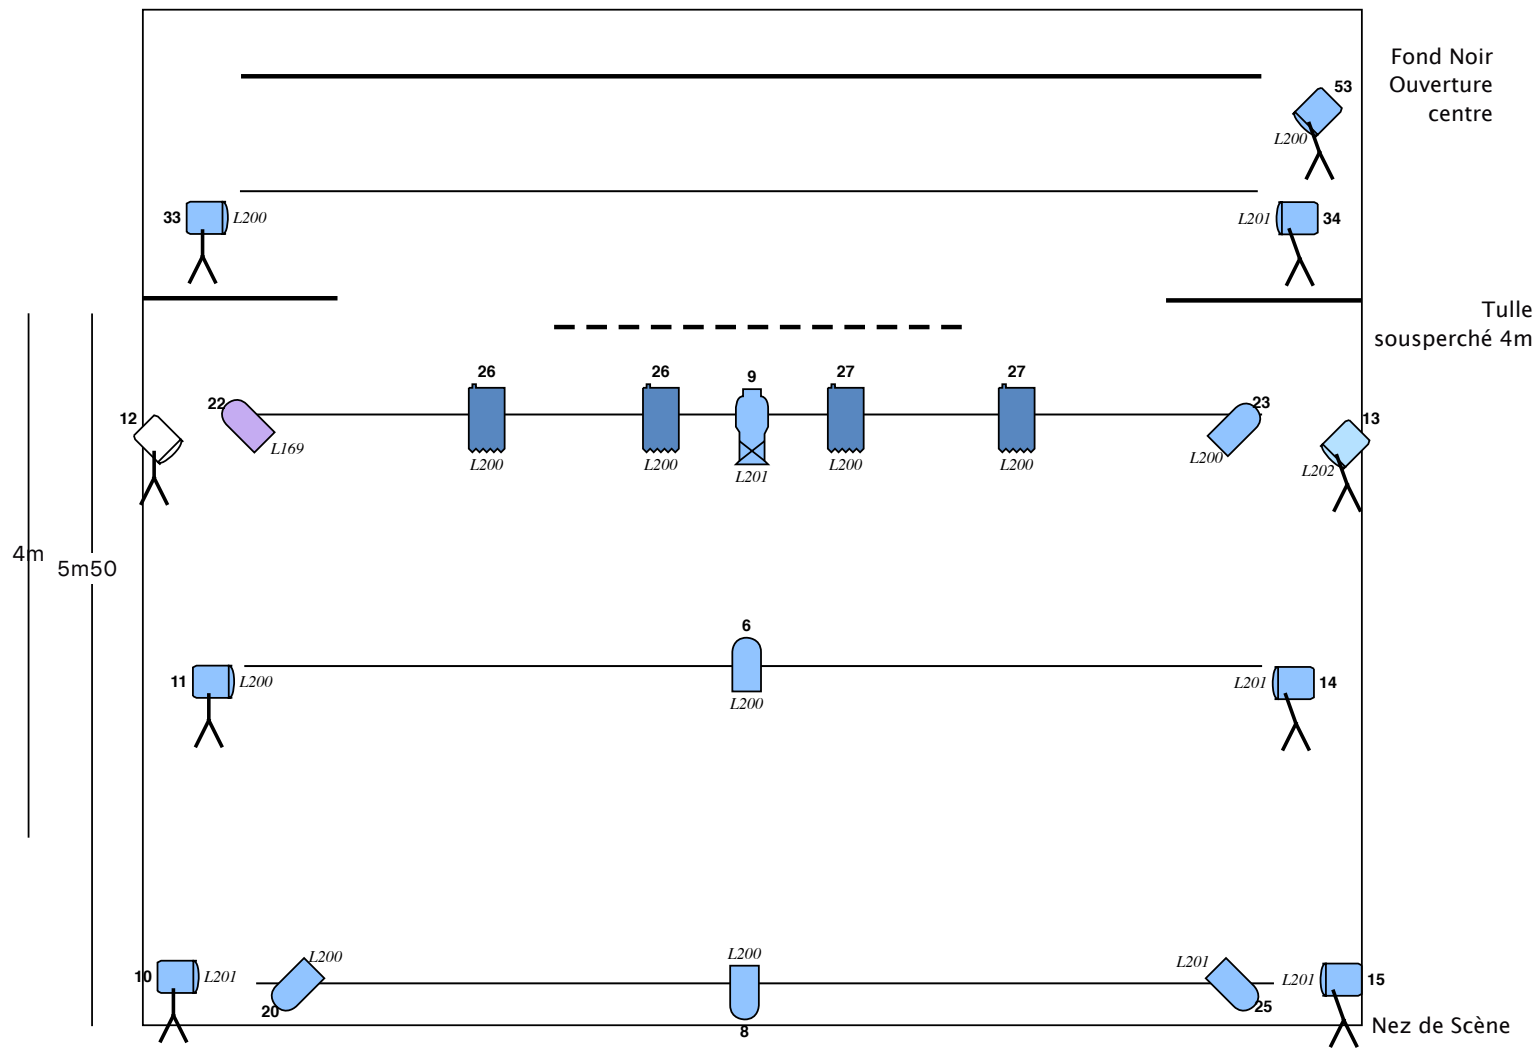 Fond Noir
Ouverture
centre
53
L200
33
L200
L201
34
Tulle
sousperché 4m
26
26
9
27
27
12
22
23
13
L169
L200
L200
L201
L200
L200
L200
L202
4m
5m50
6
11
L200
L201
14
L200
10
L201
L200
L200
L201
L201
15
20
8
25
Nez de Scène